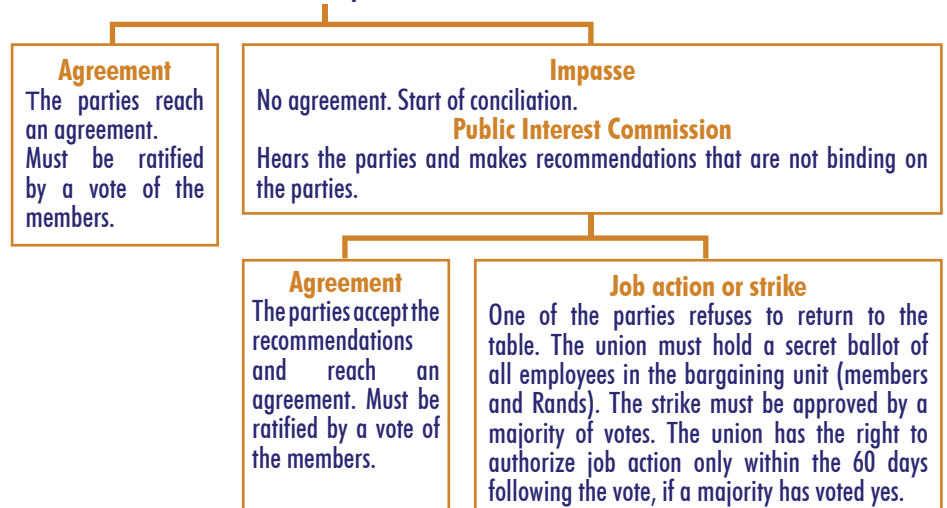 Agreement
The parties reach
an agreement.
Must be ratified
by a vote of the
members.
Impasse
No agreement. Start of conciliation.
Public Interest Commission
Hears the parties and makes recommendations that are not binding on
the parties.
Agreement
The parties accept the
recommendations
and reach an
agreement. Must be
ratified by a vote of
the members.
Job action or strike
One of the parties refuses to return to the
table. The union must hold a secret ballot of
all employees in the bargaining unit (members
and Rands). The strike must be approved by a
majority of votes. The union has the right to
authorize job action only within the 60 days
following the vote, if a majority has voted yes.